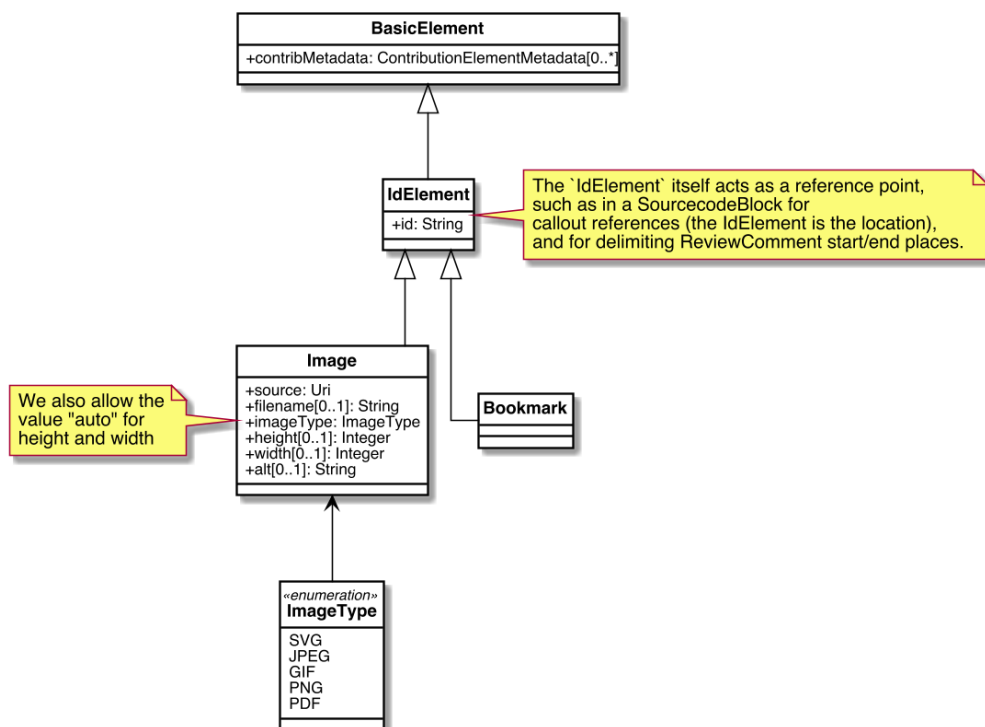 BasicElement
+contribMetadata: ContributionElementMetadata[0..*]
IdElement
+id: String
The `IdElement` itself acts as a reference point,
such as in a SourcecodeBlock for
callout references (the IdElement is the location),
and for delimiting ReviewComment start/end places.
Image
+source: Uri
+filename[0..1]: String
+imageType: ImageType
+height[0..1]: Integer
+width[0..1]: Integer
+alt[0..1]: String
We also allow the
value "auto" for
height and width
Bookmark
«enumeration»
ImageType
SVG
JPEG
GIF
PNG
PDF